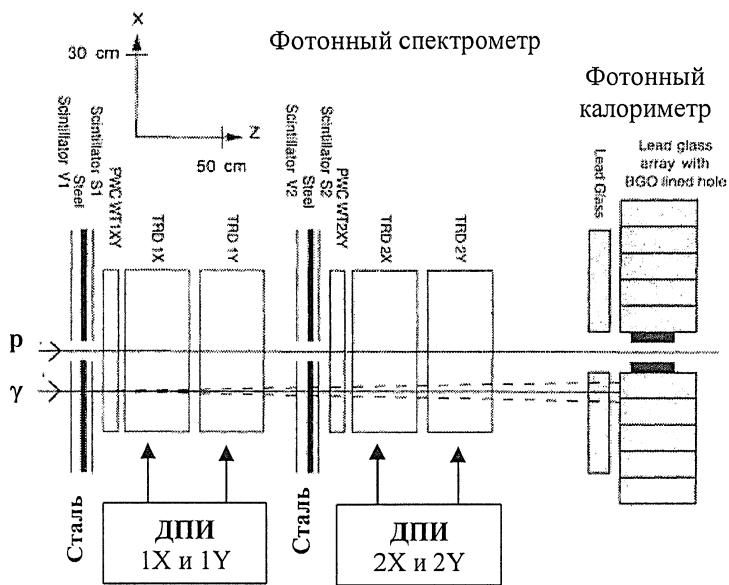 Фотонный спектрометр
X
30 cm
Z
50 cm
Фотонный
калориметр
Lead glass
array with
BGO lined hole
Lead Glass
Scintillator V1
Steel
Scintillator S1
PWC WT1XY
TRD 1X
TRD 1Y
Scintillator V2
Steel
Scintillator S2
PWC WT2XY
TRD 2X
TRD 2Y
p
γ
Сталь
ДПИ
1X и 1Y
Сталь
ДПИ
2X и 2Y